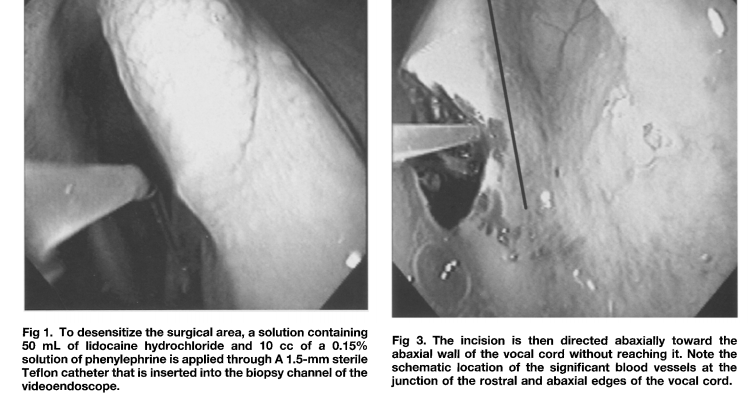 Fig 1. To desensitize the surgical area, a solution containing
50 mL of lidocaine hydrochloride and 10 cc of a 0.15%
solution of phenylephrine is applied through A 1.5-mm sterile
Teflon catheter that is inserted into the biopsy channel of the
videoendoscope.
Fig 3. The incision is then directed abaxially toward the
abaxial wall of the vocal cord without reaching it. Note the
schematic location of the significant blood vessels at the
junction of the rostral and abaxial edges of the vocal cord.